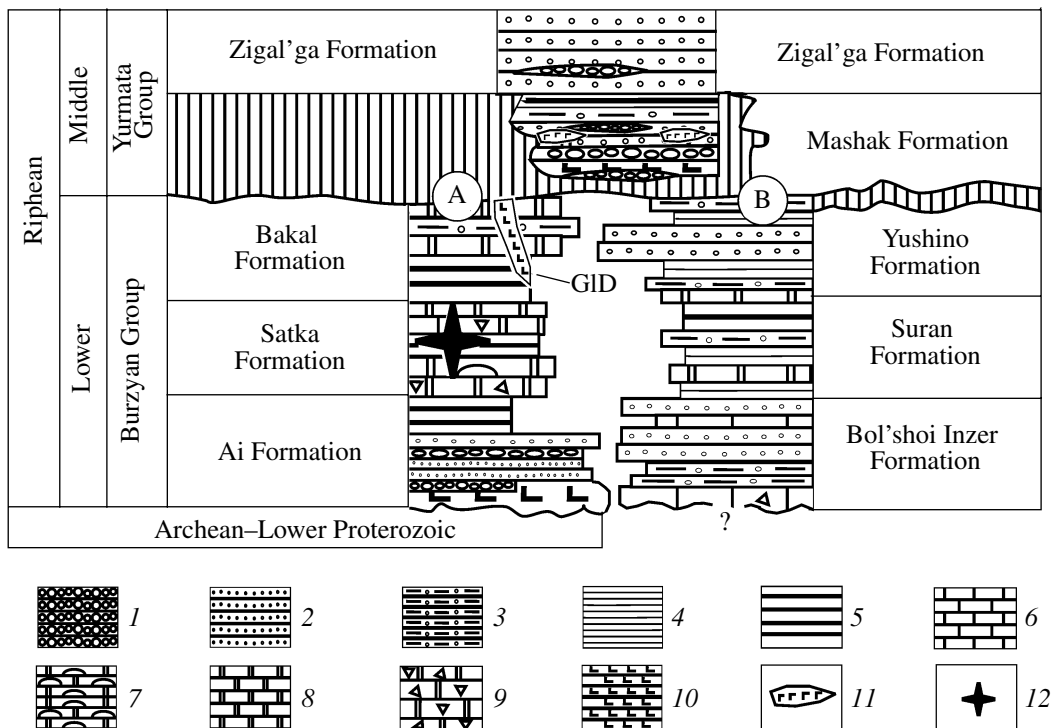 Riphean
Middle
Lower
Yurmata
Group
Burzyan Group
Zigal'ga Formation
Zigal'ga Formation
Mashak Formation
A
B
Bakal
Formation
GlD
Yushino
Formation
Satka
Formation
Suran
Formation
Ai Formation
Bol'shoi Inzer
Formation
?
Archean–Lower Proterozoic
1
2
3
4
5
6
7
8
9
10
11
12